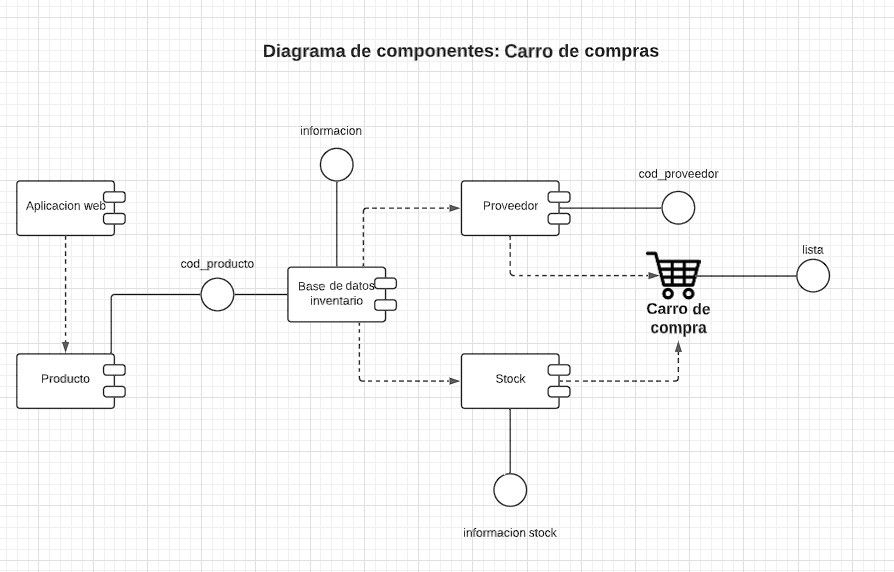 Diagrama de componentes: Carro de compras
informacion
cod_proveedor
Aplicacion web
Proveedor
lista
cod_producto
Base de datos
inventario
Carro de
compra
Producto
Stock
informacion stock